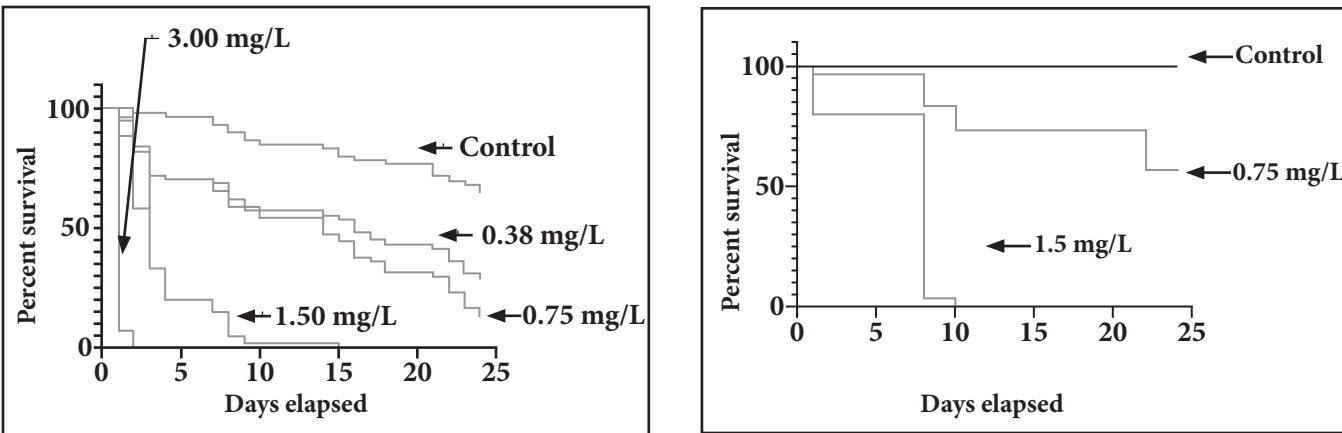 3.00 mg/L
100
50
0
Percent survival
Control
0.38 mg/L
1.50 mg/L
0.75 mg/L
0 5 10 15 20 25
Days elapsed
100
50
0
Percent survival
Control
0.75 mg/L
1.5 mg/L
0 5 10 15 20 25
Days elapsed